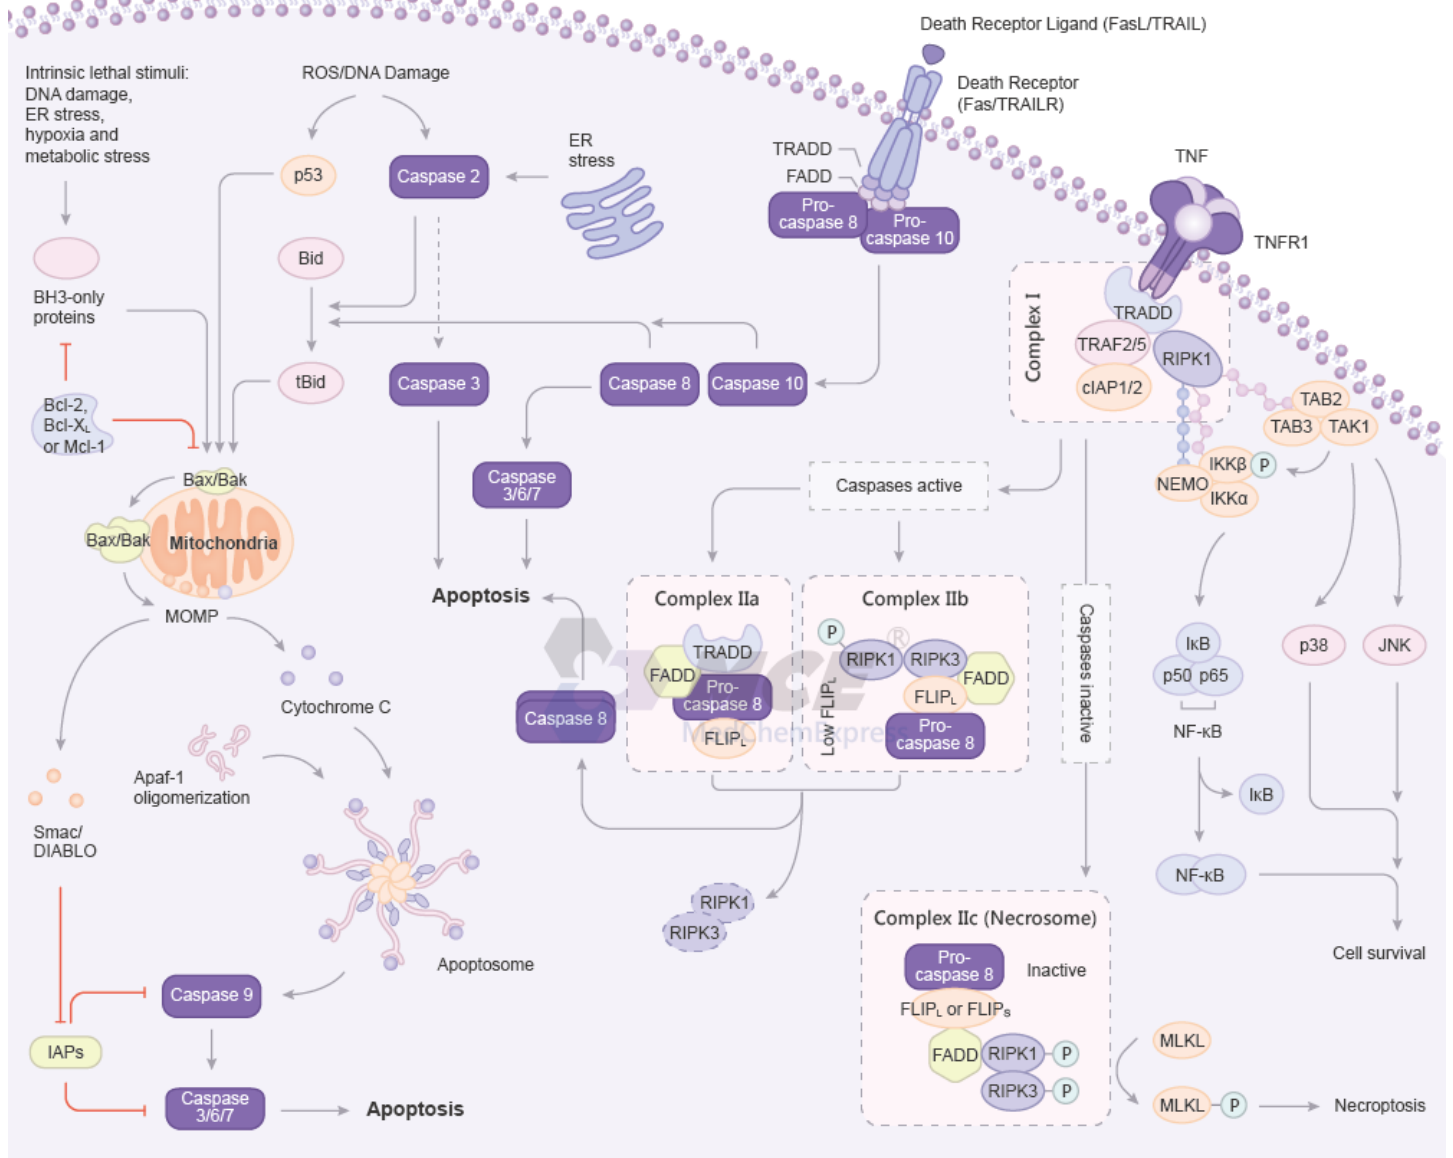 Death Receptor Ligand (FasL/TRAIL)
Intrinsic lethal stimuli:
DNA damage,
ER stress,
hypoxia and
metabolic stress
ROS/DNA Damage
Death Receptor
(Fas/TRAILR)
ER
stress
TRADD
FADD
TNF
p53
Caspase 2
Pro-
caspase 8
Pro-
caspase 10
TNFR1
Bid
BH3-only
proteins
Complex I
TRADD
TRAF2/5
RIPK1
cIAP1/2
tBid
Caspase 3
Caspase 8
Caspase 10
TAB2
TAB3
TAK1
Bcl-2,
Bcl-XL
or Mcl-1
IKKβ
P
NEMO
IKKα
Bax/Bak
Caspase
3/6/7
Caspases active
Bax/Bak
Mitochondria
Apoptosis
Complex IIa
Complex IIb
Caspases inactive
MOMP
TRADD
FADD
Pro-
caspase 8
FLIPL
P
RIPK1
RIPK3
FADD
FLIPL
Pro-
caspase 8
Low FLIPL
IκB
p50
p65
NF-κB
p38
JNK
Cytochrome C
Caspase 8
®
MCE
MedChemExpress
Apaf-1
oligomerization
IκB
Smac/
DIABLO
NF-κB
RIPK1
RIPK3
Complex IIc (Necrosome)
Cell survival
Apoptosome
Pro-
caspase 8
Inactive
Caspase 9
FLIPL or FLIPS
IAPs
FADD
RIPK1
P
RIPK3
P
MLKL
Caspase
3/6/7
Apoptosis
MLKL
P
Necroptosis